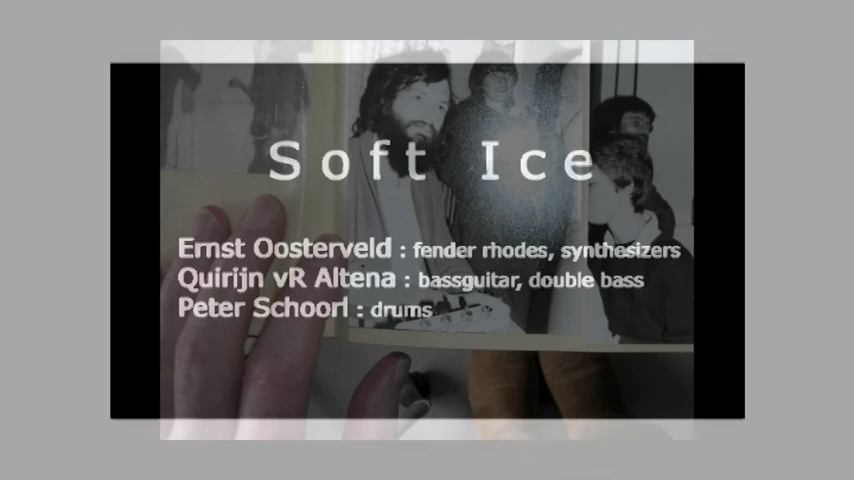 Soft Ice
Ernst Oosterveld : fender rhodes, synthesizers
Quirijn vR Altena : bassguitar, double bass
Peter Schoorl : drums